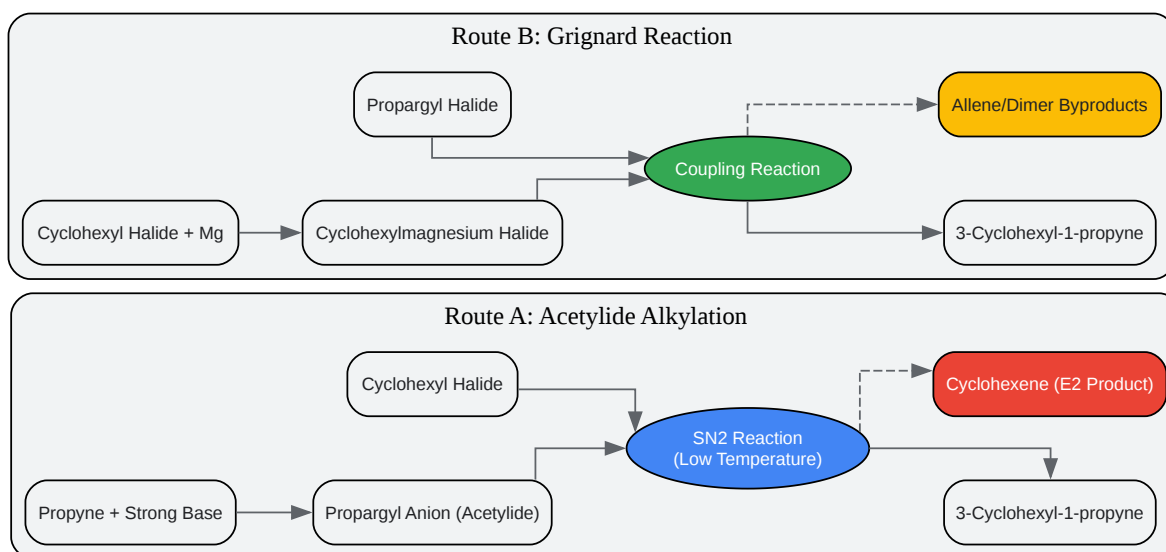 Route B: Grignard Reaction
Propargyl Halide
Allene/Dimer Byproducts
Coupling Reaction
Cyclohexyl Halide + Mg
Cyclohexylmagnesium Halide
3-Cyclohexyl-1-propyne
Route A: Acetylide Alkylation
Cyclohexyl Halide
Cyclohexene (E2 Product)
SN2 Reaction
(Low Temperature)
Propyne + Strong Base
Propargyl Anion (Acetylide)
3-Cyclohexyl-1-propyne